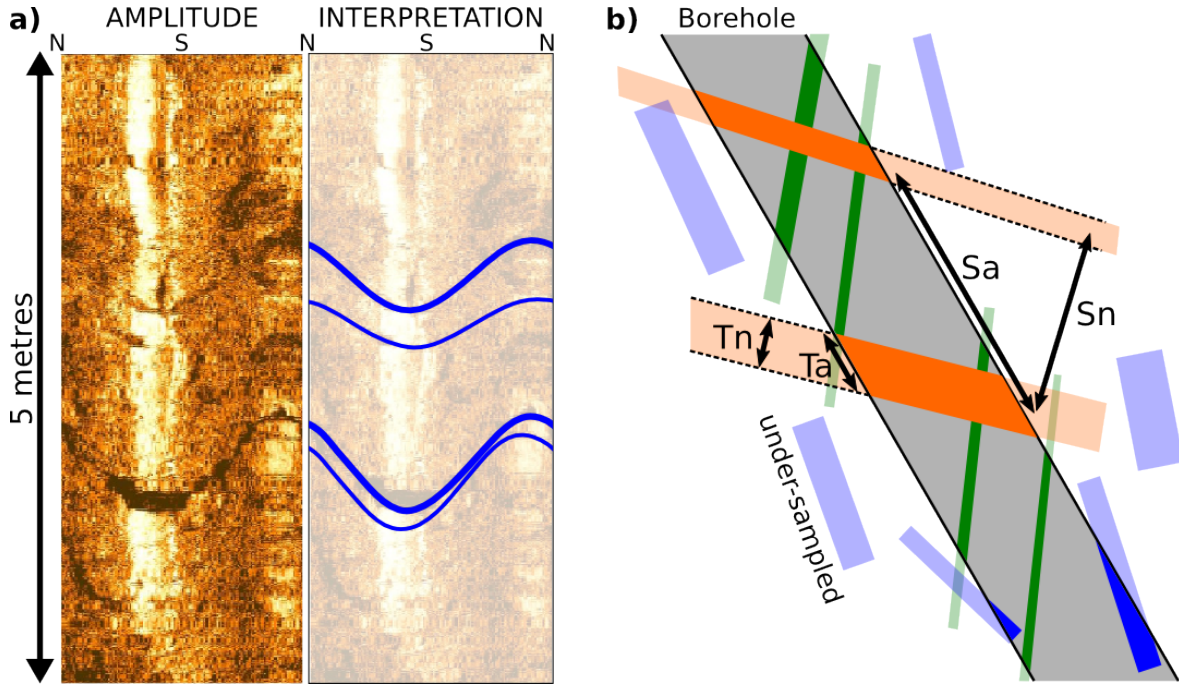 a)
AMPLITUDE
INTERPRETATION
N
S
N
S
N
5 metres
b)
Borehole
Sa
Sn
Tn
Ta
under-sampled